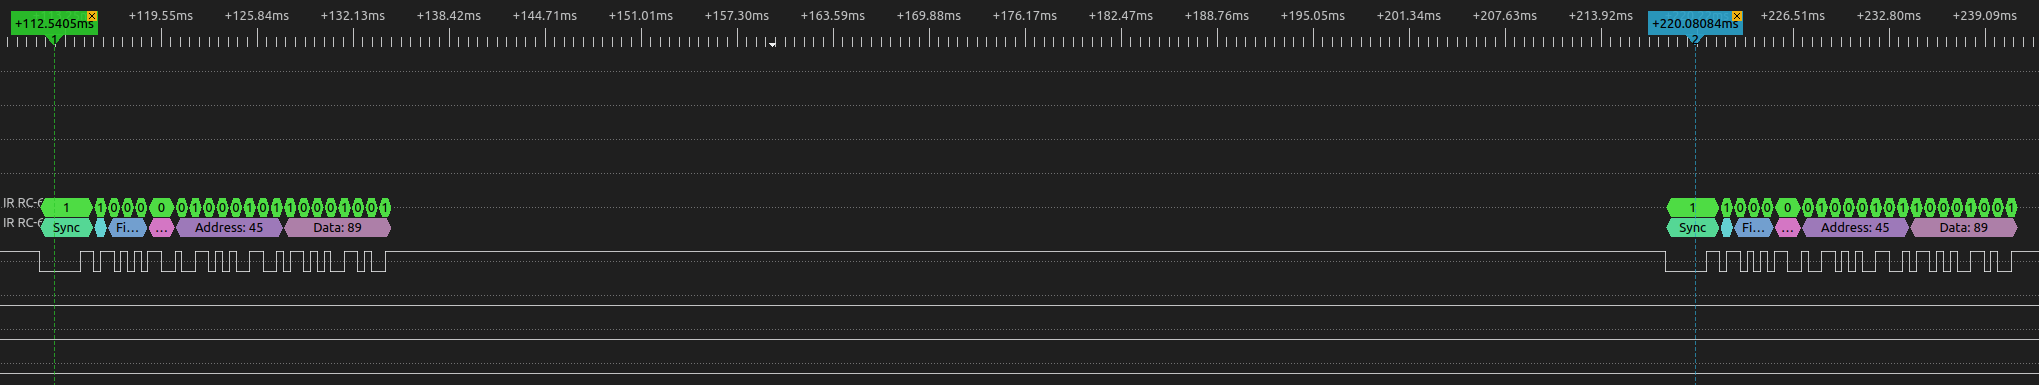 +112.5405ms +119.55ms +125.84ms +132.13ms +138.42ms +144.71ms +151.01ms +157.30ms +163.59ms +169.88ms +176.17ms +182.47ms +188.76ms +195.05ms +201.34ms +207.63ms +213.92ms +220.08084ms +226.51ms +232.80ms +239.09ms
2
IR RC-6 1 1 0 0 0 0 0 1 0 0 0 1 0 1 1 0 0 0 1 0 0 1 1 1 0 0 0 0 0 1 0 0 0 1 0 1 1 0 0 0 1 0 0 1
IR RC-6 Sync Fi... ... Address: 45 Data: 89 Sync Fi... ... Address: 45 Data: 89